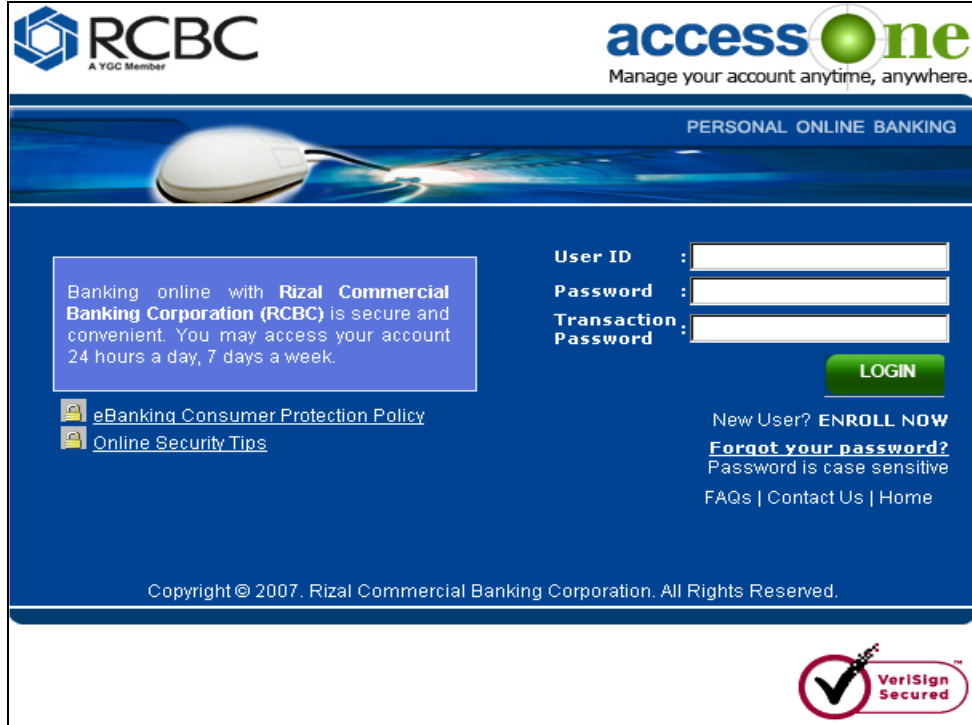 RCBC
A YGC Member
access One
Manage your account anytime, anywhere.
PERSONAL ONLINE BANKING
Banking online with Rizal Commercial
Banking Corporation (RCBC) is secure and
convenient. You may access your account
24 hours a day, 7 days a week.
eBanking Consumer Protection Policy
Online Security Tips
User ID :
Password :
Transaction
Password :
LOGIN
New User? ENROLL NOW
Forgot your password?
Password is case sensitive
FAQs | Contact Us | Home
Copyright © 2007. Rizal Commercial Banking Corporation. All Rights Reserved.
VeriSign™
Secured